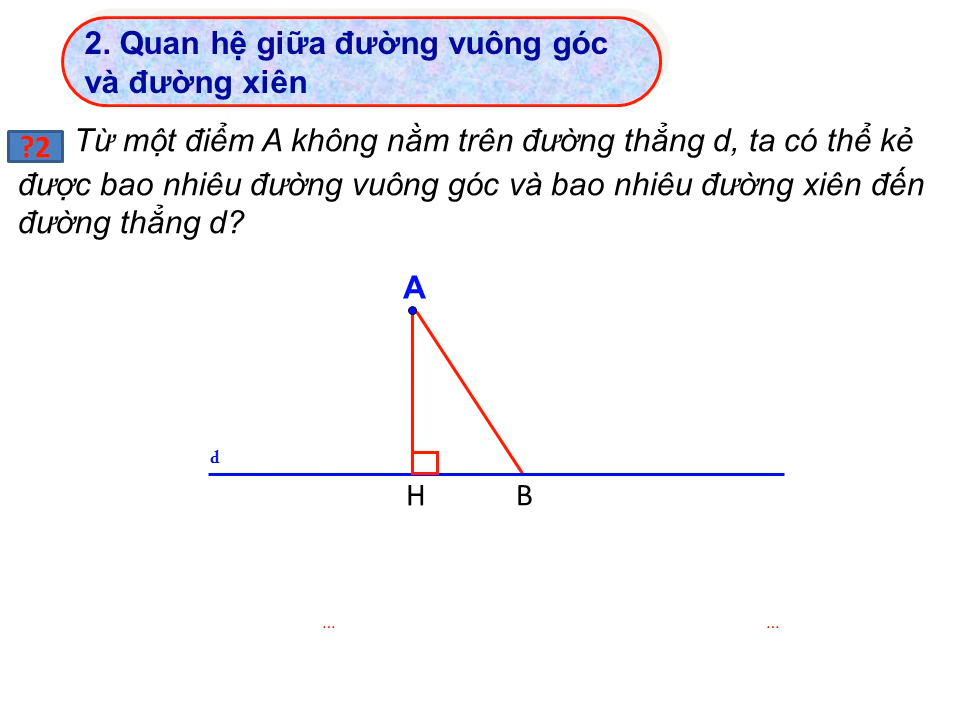 2. Quan hệ giữa đường vuông góc
và đường xiên
?2 Từ một điểm A không nằm trên đường thẳng d, ta có thể kẻ
được bao nhiêu đường vuông góc và bao nhiêu đường xiên đến
đường thẳng d?
A
d
H B
... ...